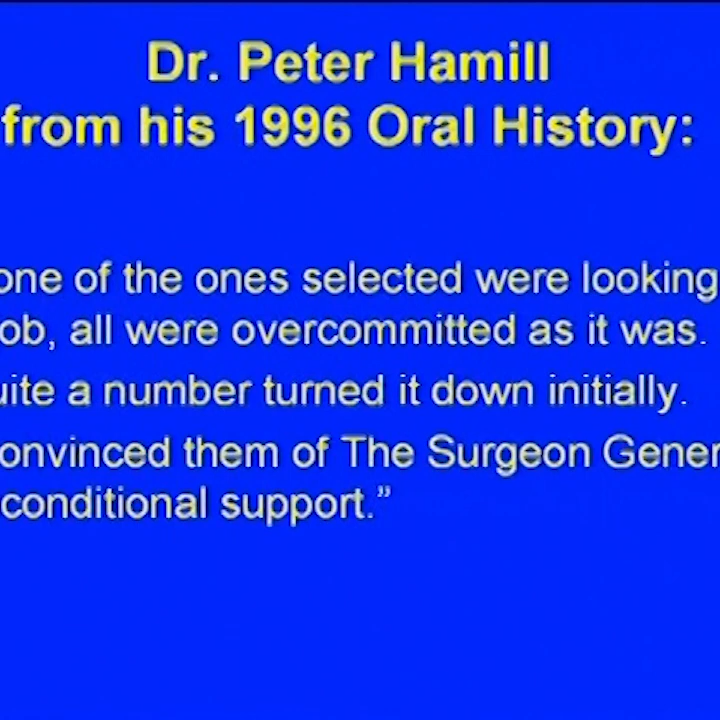 Dr. Peter Hamill
from his 1996 Oral History:
one of the ones selected were looking
ob, all were overcommitted as it was.
uite a number turned it down initially.
onvinced them of The Surgeon Gener
conditional support.”